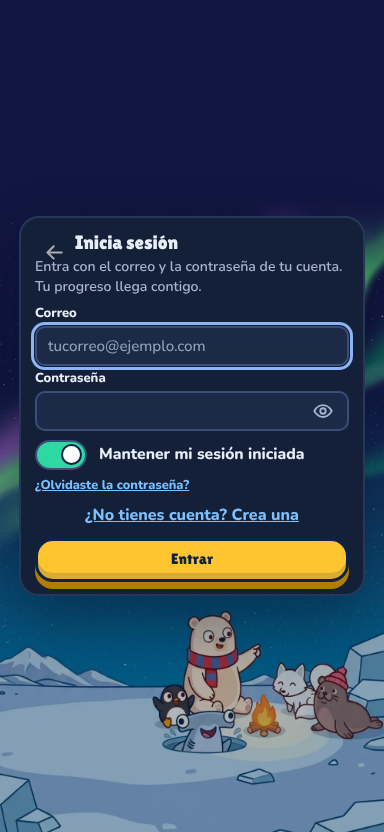 Inicia sesión
Entra con el correo y la contraseña de tu cuenta.
Tu progreso llega contigo.
Correo
tucorreo@ejemplo.com
Contraseña
Mantener mi sesión iniciada
¿Olvidaste la contraseña?
¿No tienes cuenta? Crea una
Entrar